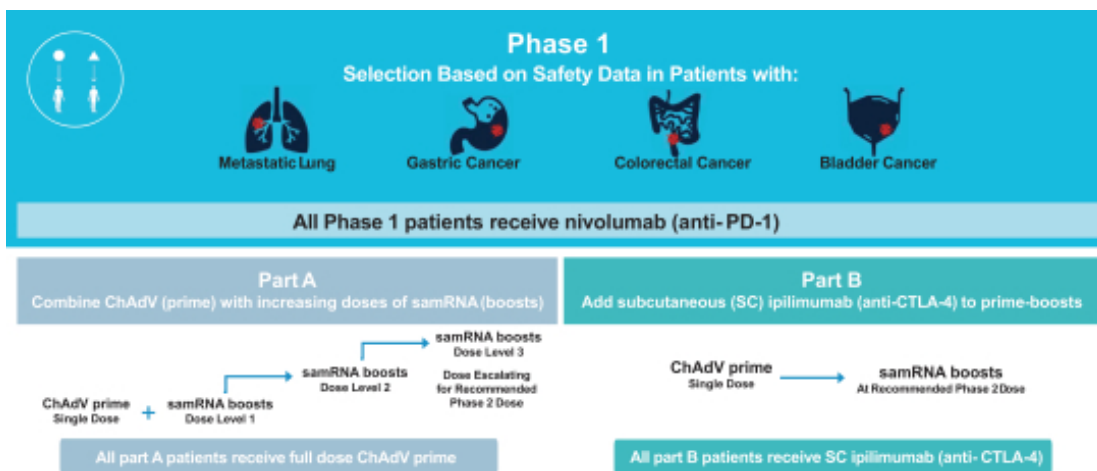 Phase 1
Selection Based on Safety Data in Patients with:
Metastatic Lung
Gastric Cancer
Colorectal Cancer
Bladder Cancer
All Phase 1 patients receive nivolumab (anti-PD-1)
Part A
Combine ChAdV (prime) with increasing doses of samRNA (boosts)
ChAdV prime
Single Dose
+
samRNA boosts
Dose Level 1
samRNA boosts
Dose Level 2
samRNA boosts
Dose Level 3
Dose Escalating
for Recommended
Phase 2 Dose
All part A patients receive full dose ChAdV prime
Part B
Add subcutaneous (SC) ipilimumab (anti-CTLA-4) to prime-boosts
ChAdV prime
Single Dose
samRNA boosts
At Recommended Phase 2 Dose
All part B patients receive SC ipilimumab (anti- CTLA-4)